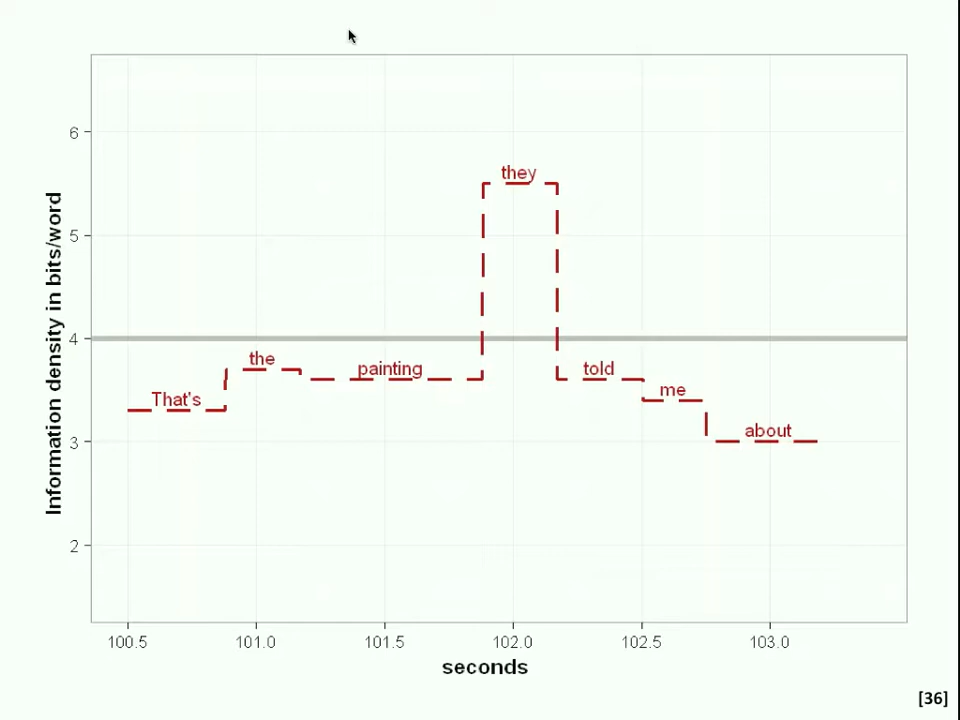 they
the
painting
told
That's
me
about
6
5
4
3
2
Information density in bits/word
100.5 101.0 101.5 102.0 102.5 103.0
seconds
[36]